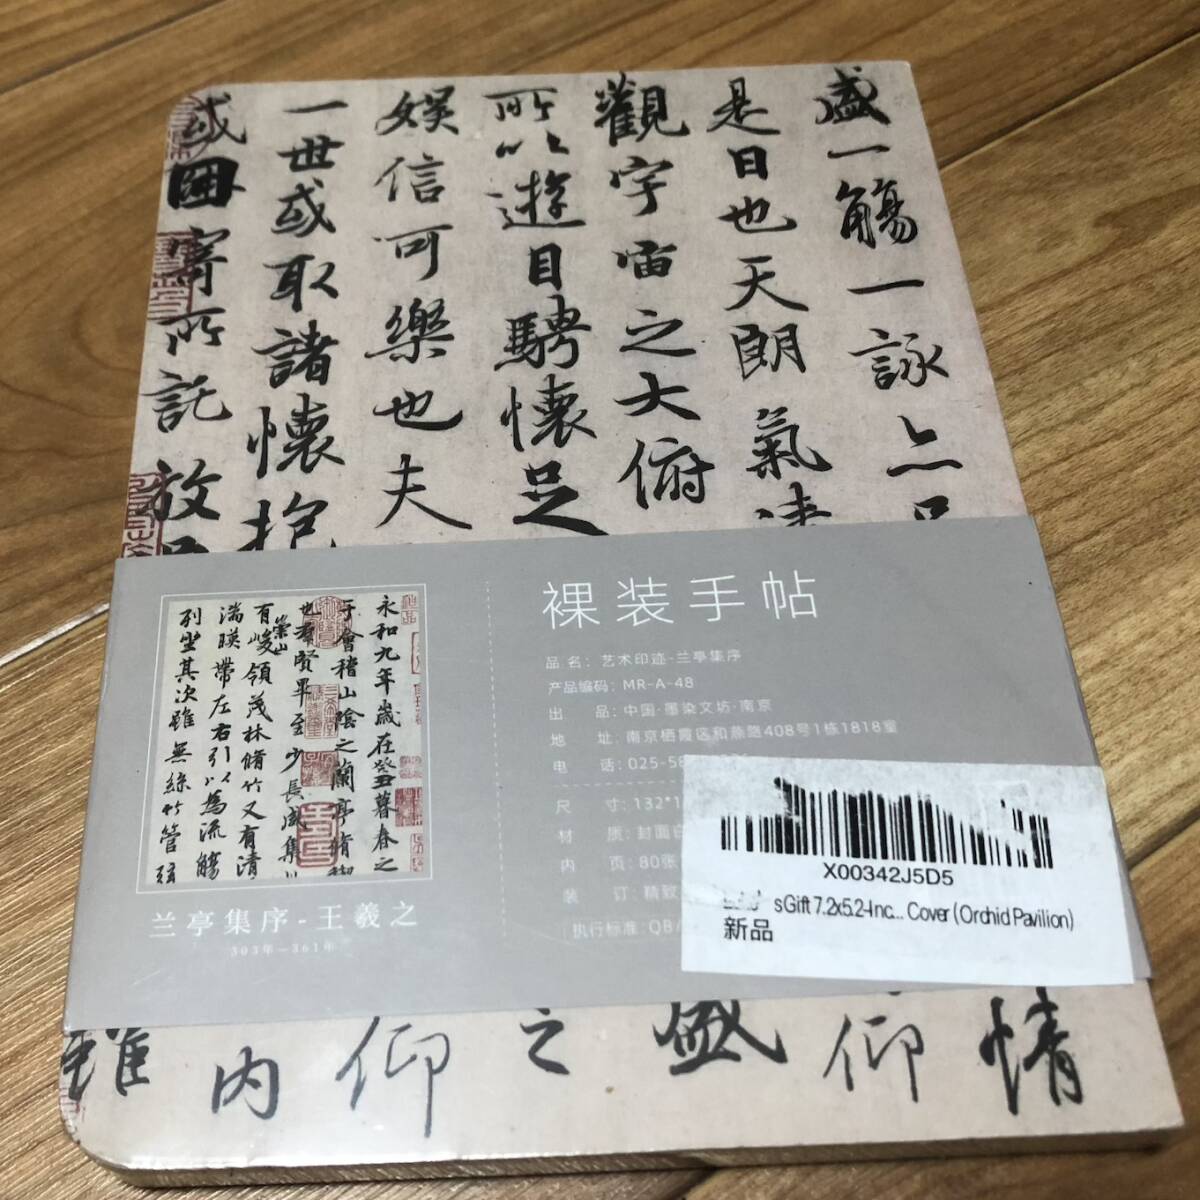 盛一觴一詠亦足
是日也天朗氣清
觀宇宙之大俯
所以遊目騁懷足
娛信可樂也夫
一世或取諸懷抱
或因寄所託放
永和九年歲在癸丑暮春之
于會稽山陰之蘭亭脩禊
也羣賢畢至少長咸集
有崇山峻領茂林脩竹又有清
湍暎帶左右引以為流觴
列坐其次雖無絲竹管弦
兰亭集序-王羲之
303年—361年
裸装手帖
品 名：艺术印迹-兰亭集序
产品编码：MR-A-48
出 品：中国·墨染文坊·南京
地 址：南京栖霞区和燕路408号1栋1818室
电 话：025-58
尺 寸：132*1
材 质：封面
内 页：80张
装 订：精致
执行标准：QB/
X00342J5D5
sGift 7.2x5.2-Inc... Cover (Orchid Pavilion)
新品
情
仰
盛
之
仰
内
雖